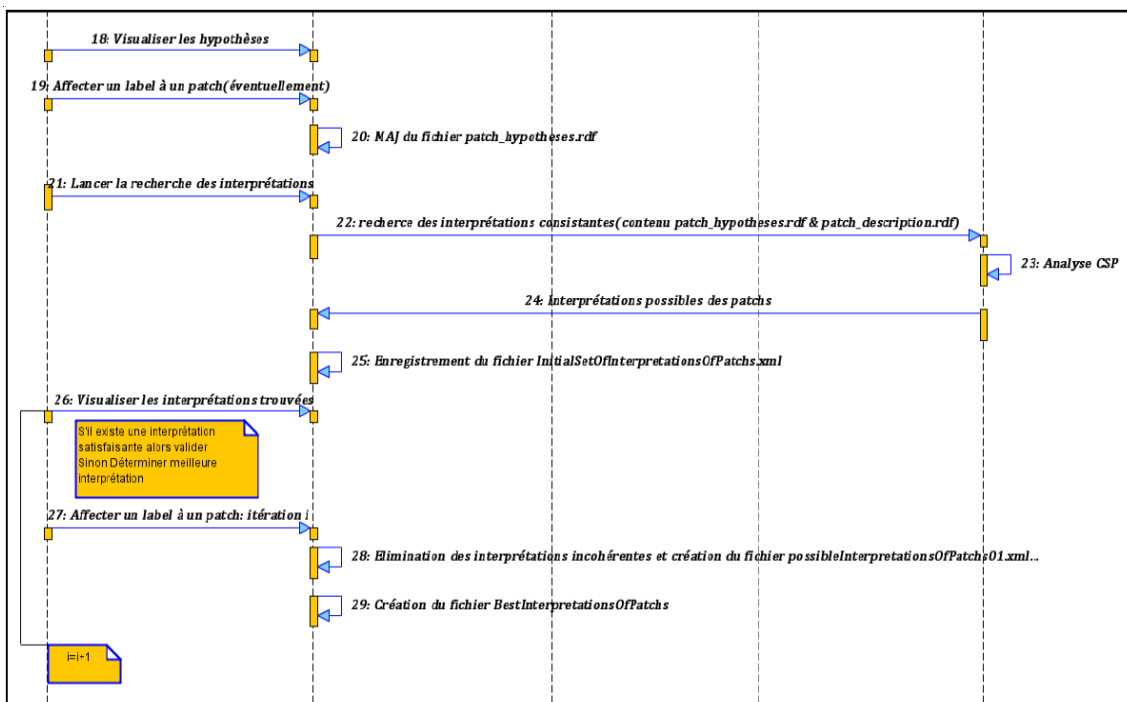 18: Visualiser les hypothèses
19: Affecter un label à un patch(éventuellement)
20: MAJ du fichier patch_hypotheses.rdf
21: Lancer la recherche des interprétations
22: recherce des interprétations consistantes(contenu patch_hypotheses.rdf & patch_description.rdf)
23: Analyse CSP
24: Interprétations possibles des patchs
25: Enregistrement du fichier InitialSetOfInterpretationsOfPatchs.xml
26: Visualiser les interprétations trouvées
S'il existe une interprétation
satisfaisante alors valider
Sinon Déterminer meilleure
interprétation
27: Affecter un label à un patch: itération i
28: Elimination des interprétations incohérentes et création du fichier possibleInterpretationsOfPatchs01.xml...
29: Création du fichier BestInterpretationsOfPatchs
i=i+1